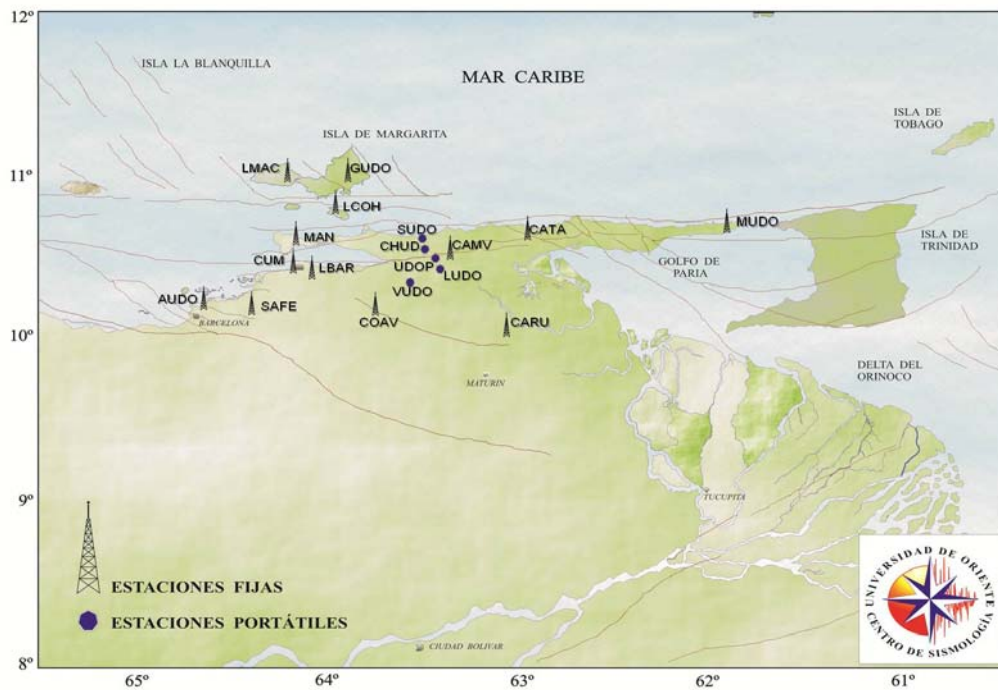 12º
ISLA LA BLANQUILLA
MAR CARIBE
ISLA DE
TOBAGO
ISLA DE MARGARITA
11º
LMAC
GUDO
LCOH
MUDO
SUDO
CATA
MAN
CHUD
CAMV
ISLA DE
TRINIDAD
CUM
LBAR
UDOP
LUDO
GOLFO DE
PARIA
VUDO
AUDO
SAFE
COAV
CARU
BARCELONA
10º
DELTA DEL
ORINOCO
MATURIN
9º
TUCUPITA
ESTACIONES FIJAS
ESTACIONES PORTÁTILES
UNIVERSIDAD DE ORIENTE
CENTRO DE SISMOLOGÍA
CIUDAD BOLIVAR
8º
65º
64º
63º
62º
61º